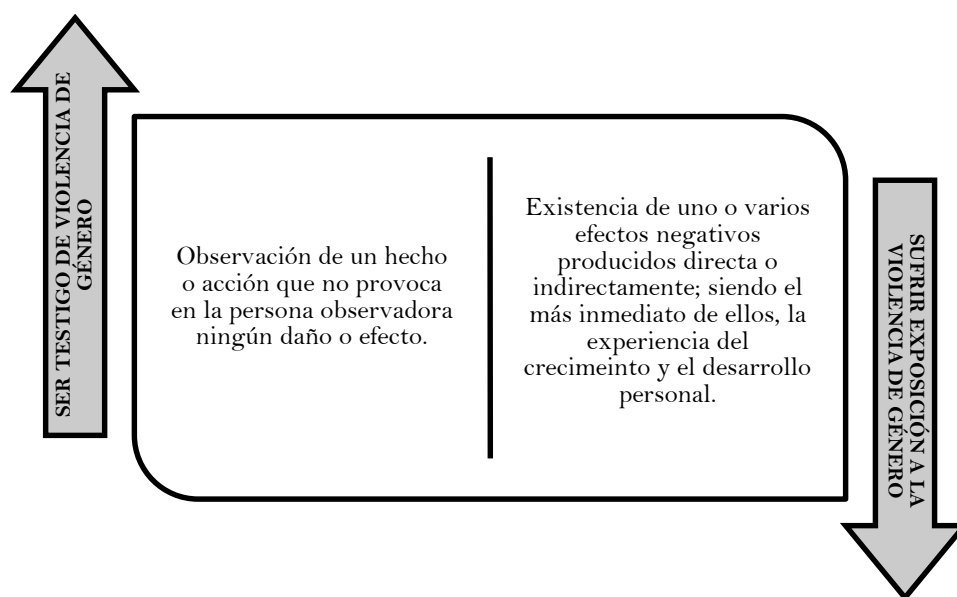 SER TESTIGO DE VIOLENCIA DE
GÉNERO
Observación de un hecho
o acción que no provoca
en la persona observadora
ningún daño o efecto.
Existencia de uno o varios
efectos negativos
producidos directa o
indirectamente; siendo el
más inmediato de ellos, la
experiencia del
crecimeinto y el desarrollo
personal.
SUFRIR EXPOSICIÓN A LA
VIOLENCIA DE GÉNERO